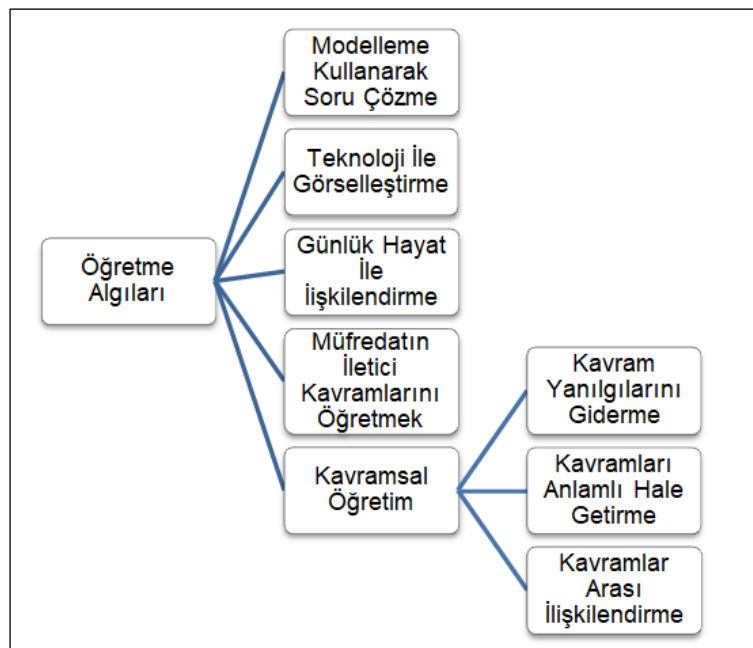 Modelleme
Kullanarak
Soru Çözme
Teknoloji İle
Görselleştirme
Öğretme
Algıları
Günlük Hayat
İle
İlişkilendirme
Müfredatın
İletici
Kavramlarını
Öğretmek
Kavramsal
Öğretim
Kavram
Yanılgılarını
Giderme
Kavramları
Anlamlı Hale
Getirme
Kavramlar
Arası
İlişkilendirme